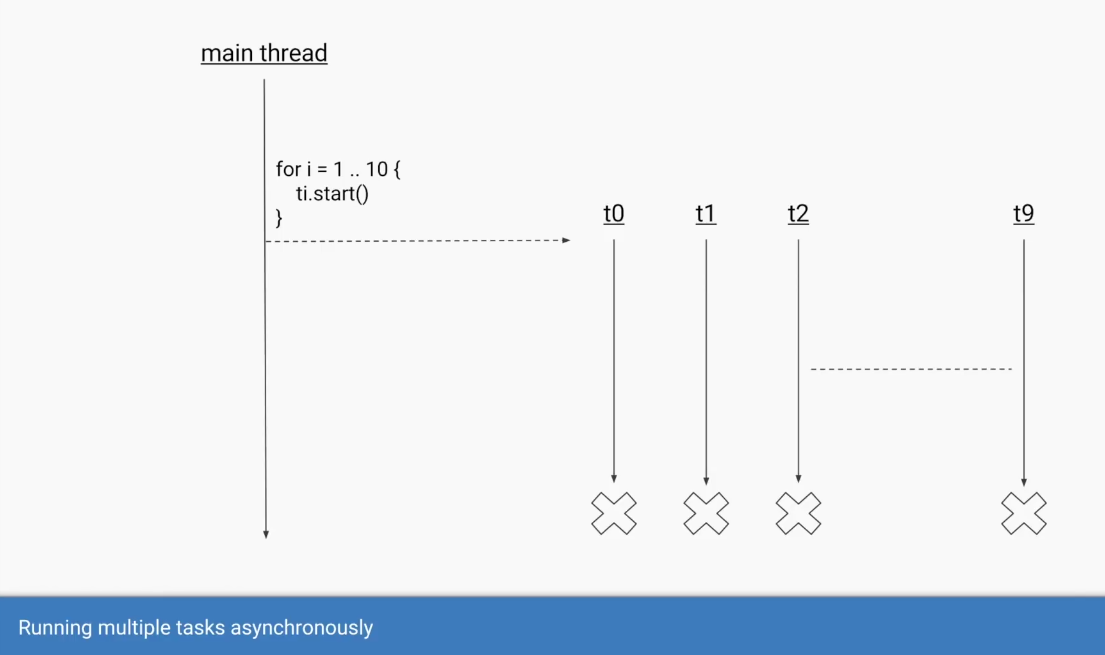 main thread
for i = 1 .. 10 {
ti.start()
}
t0 t1 t2 t9
Running multiple tasks asynchronously